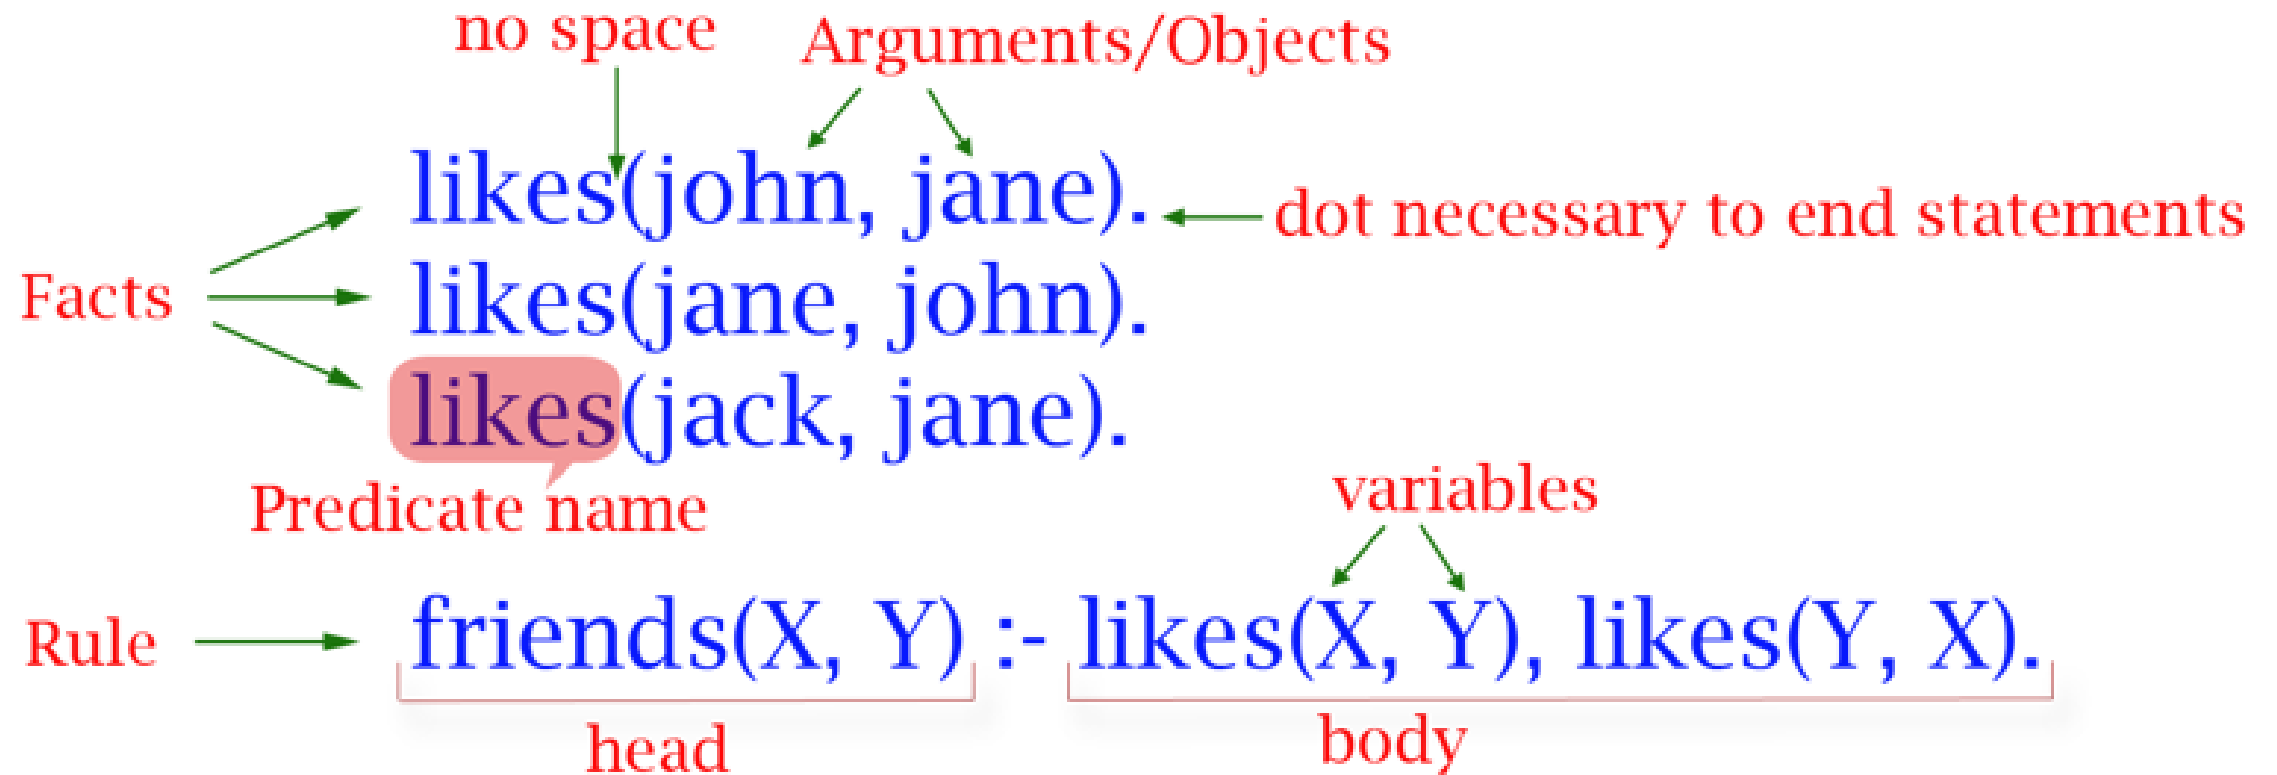 no space
Arguments/Objects
likes(john, jane).
dot necessary to end statements
Facts
likes(jane, john).
likes(jack, jane).
Predicate name
variables
Rule
friends(X, Y) :- likes(X, Y), likes(Y, X).
head
body